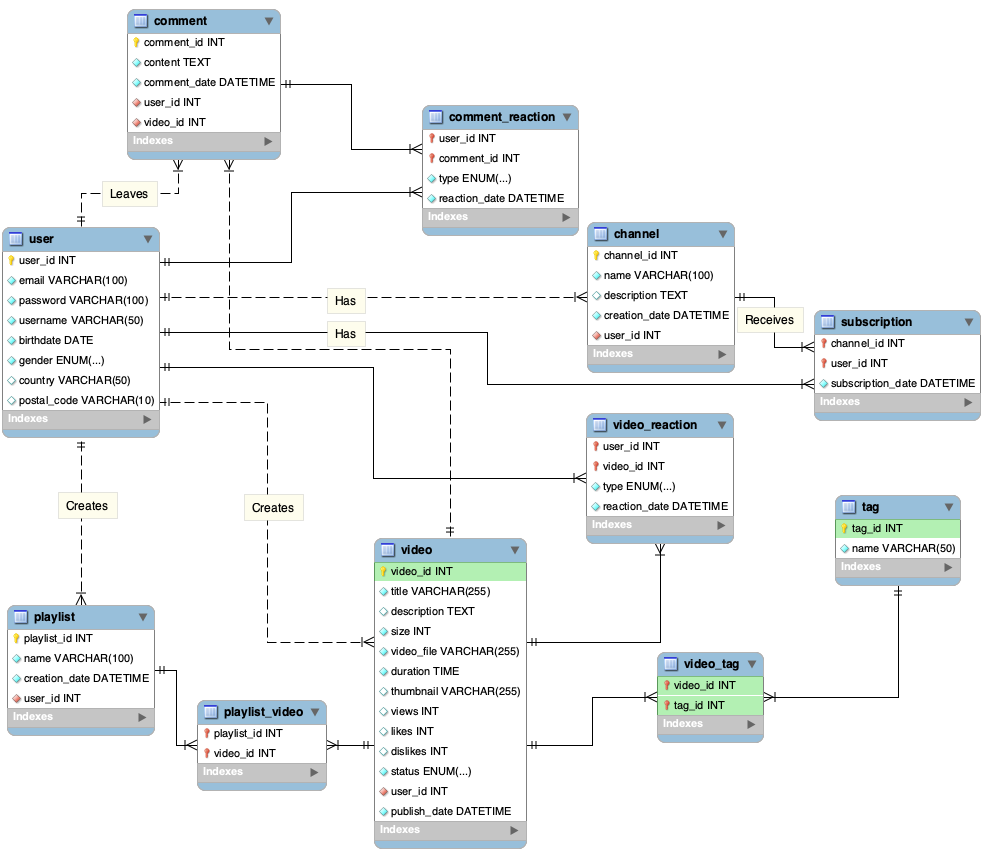 comment
comment_id INT
content TEXT
comment_date DATETIME
user_id INT
video_id INT
Indexes
comment_reaction
user_id INT
comment_id INT
type ENUM(...)
reaction_date DATETIME
Indexes
Leaves
user
user_id INT
email VARCHAR(100)
password VARCHAR(100)
username VARCHAR(50)
birthdate DATE
gender ENUM(...)
country VARCHAR(50)
postal_code VARCHAR(10)
Indexes
Has
Has
channel
channel_id INT
name VARCHAR(100)
description TEXT
creation_date DATETIME
user_id INT
Indexes
Receives
subscription
channel_id INT
user_id INT
subscription_date DATETIME
Indexes
video_reaction
user_id INT
video_id INT
type ENUM(...)
reaction_date DATETIME
Indexes
Creates
Creates
tag
tag_id INT
name VARCHAR(50)
Indexes
video
video_id INT
title VARCHAR(255)
description TEXT
size INT
video_file VARCHAR(255)
duration TIME
thumbnail VARCHAR(255)
views INT
likes INT
dislikes INT
status ENUM(...)
user_id INT
publish_date DATETIME
Indexes
playlist
playlist_id INT
name VARCHAR(100)
creation_date DATETIME
user_id INT
Indexes
playlist_video
playlist_id INT
video_id INT
Indexes
video_tag
video_id INT
tag_id INT
Indexes